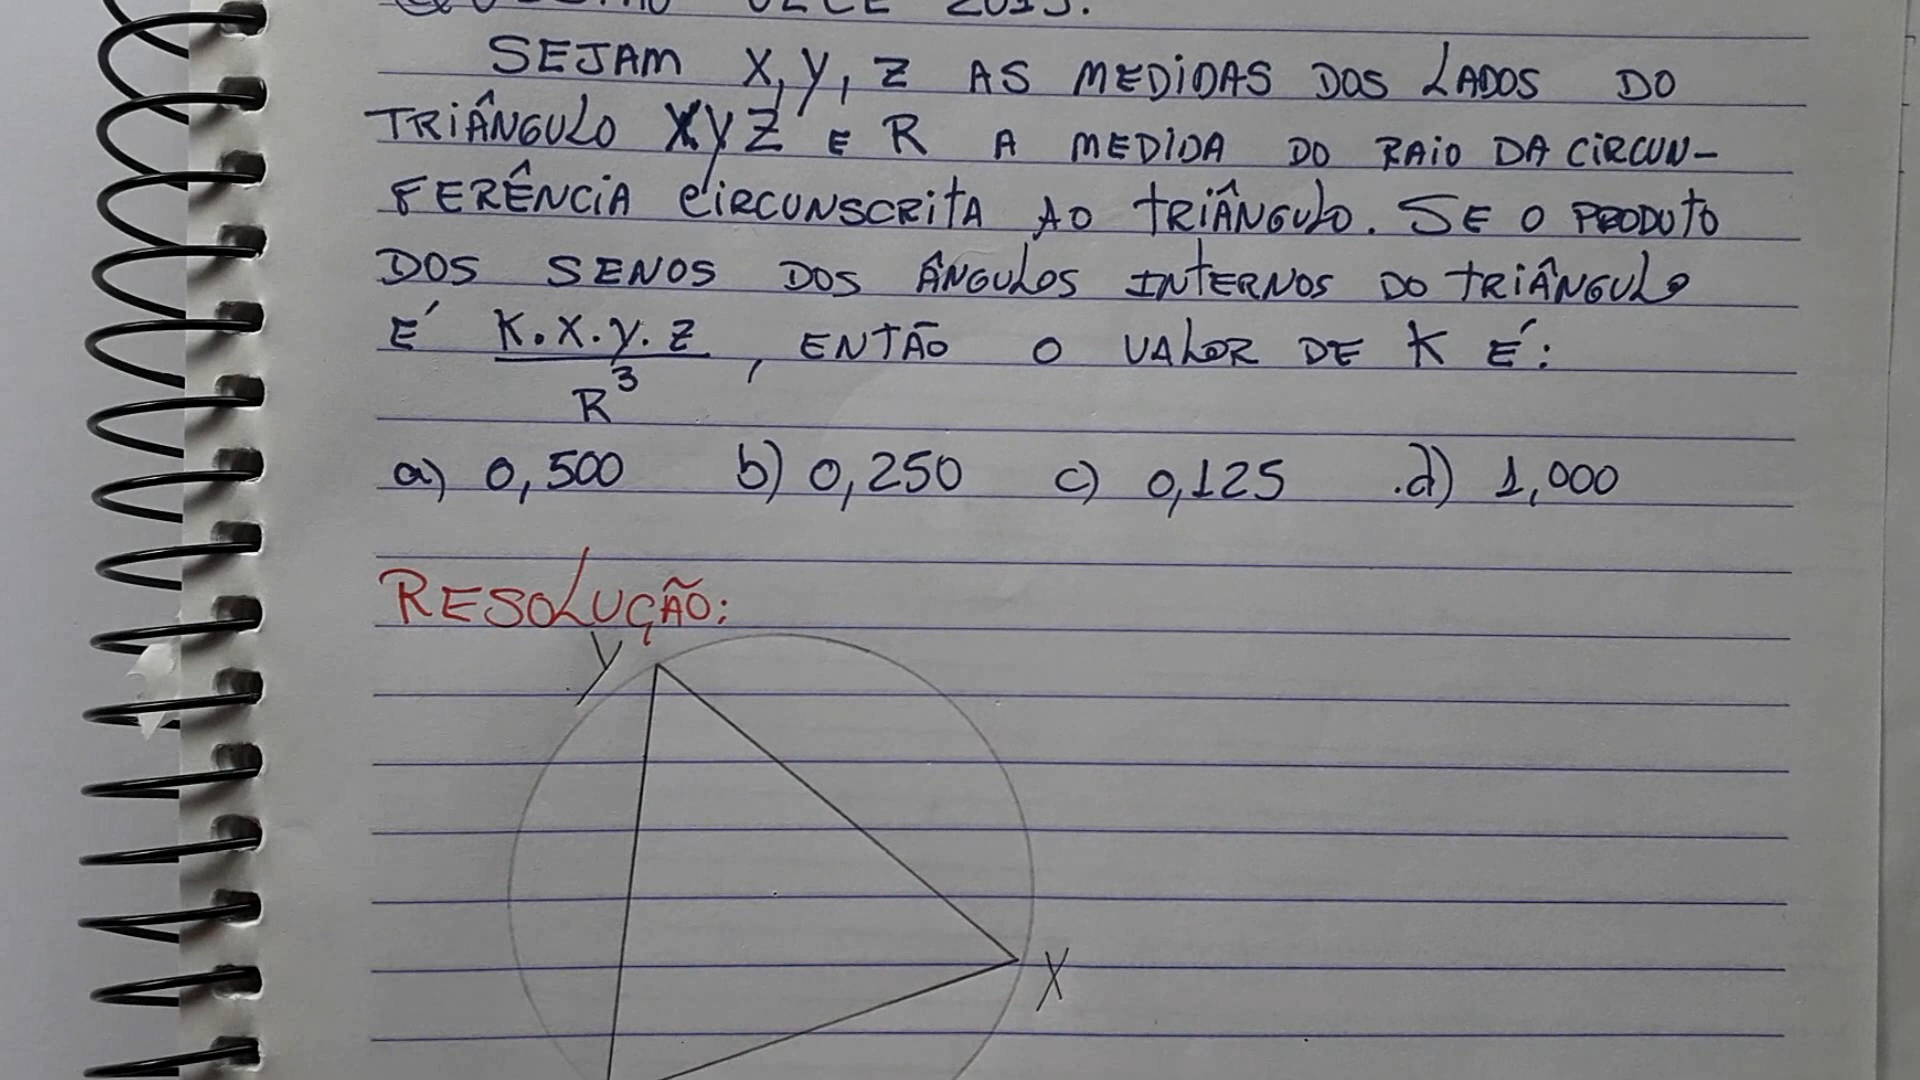 UECE 2015.
SEJAM X, Y, Z AS MEDIDAS DOS LADOS DO
TRIÂNGULO XYZ E R A MEDIDA DO RAIO DA CIRCUN-
FERÊNCIA CIRCUNSCRITA AO TRIÂNGULO. SE O PRODUTO
DOS SENOS DOS ÂNGULOS INTERNOS DO TRIÂNGULO
É K.X.Y.Z / R³, ENTÃO O VALOR DE K É:
a) 0,500 b) 0,250 c) 0,125 .d) 1,000
RESOLUÇÃO:
Y
X